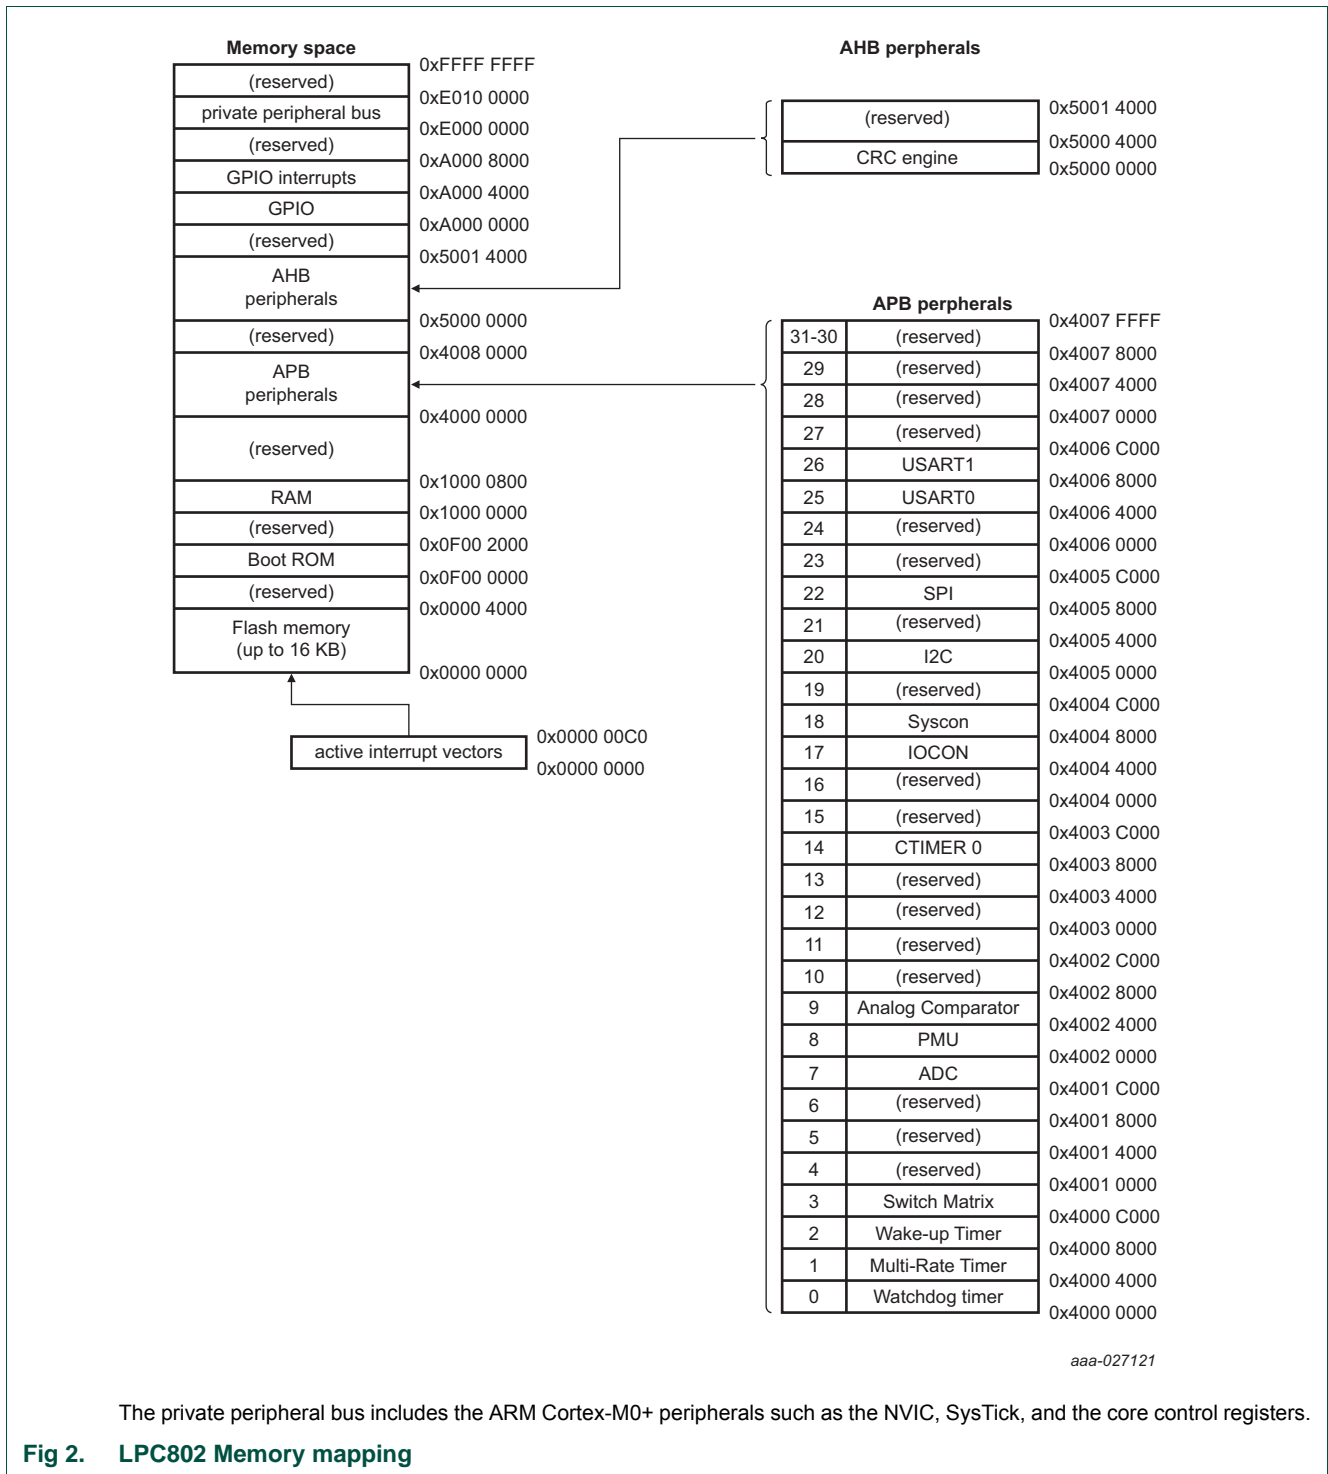 Memory space
0xFFFF FFFF
(reserved)
0xE010 0000
private peripheral bus
0xE000 0000
(reserved)
0xA000 8000
GPIO interrupts
0xA000 4000
GPIO
0xA000 0000
(reserved)
0x5001 4000
AHB
peripherals
0x5000 0000
(reserved)
0x4008 0000
APB
peripherals
0x4000 0000
(reserved)
0x1000 0800
RAM
0x1000 0000
(reserved)
0x0F00 2000
Boot ROM
0x0F00 0000
(reserved)
0x0000 4000
Flash memory
(up to 16 KB)
0x0000 0000
active interrupt vectors
0x0000 00C0
0x0000 0000
AHB perpherals
(reserved)
0x5001 4000
0x5000 4000
CRC engine
0x5000 0000
APB perpherals
0x4007 FFFF
31-30 (reserved)
0x4007 8000
29 (reserved)
0x4007 4000
28 (reserved)
0x4007 0000
27 (reserved)
0x4006 C000
26 USART1
0x4006 8000
25 USART0
0x4006 4000
24 (reserved)
0x4006 0000
23 (reserved)
0x4005 C000
22 SPI
0x4005 8000
21 (reserved)
0x4005 4000
20 I2C
0x4005 0000
19 (reserved)
0x4004 C000
18 Syscon
0x4004 8000
17 IOCON
0x4004 4000
16 (reserved)
0x4004 0000
15 (reserved)
0x4003 C000
14 CTIMER 0
0x4003 8000
13 (reserved)
0x4003 4000
12 (reserved)
0x4003 0000
11 (reserved)
0x4002 C000
10 (reserved)
0x4002 8000
9 Analog Comparator
0x4002 4000
8 PMU
0x4002 0000
7 ADC
0x4001 C000
6 (reserved)
0x4001 8000
5 (reserved)
0x4001 4000
4 (reserved)
0x4001 0000
3 Switch Matrix
0x4000 C000
2 Wake-up Timer
0x4000 8000
1 Multi-Rate Timer
0x4000 4000
0 Watchdog timer
0x4000 0000
aaa-027121
The private peripheral bus includes the ARM Cortex-M0+ peripherals such as the NVIC, SysTick, and the core control registers.
Fig 2. LPC802 Memory mapping